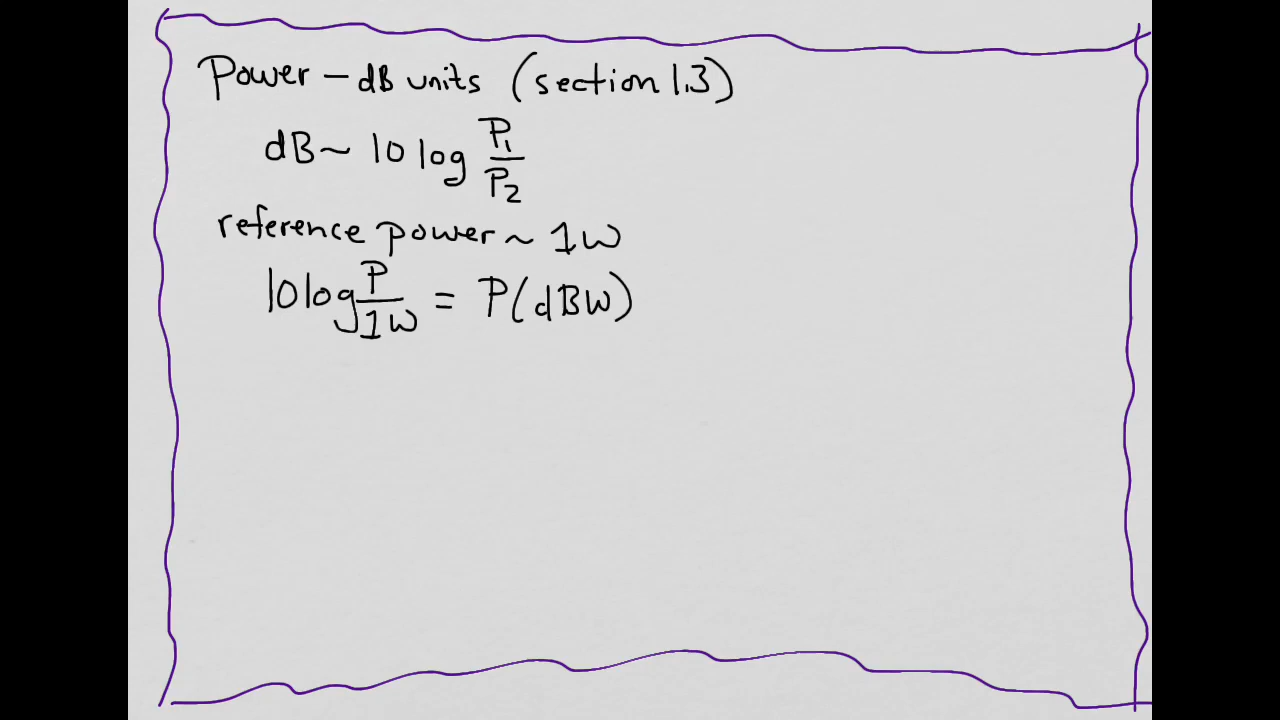 Power – dB units (section 1.3)
dB ~ 10 log P₁/P₂
reference power ~ 1W
10 log P/1W = P(dBW)